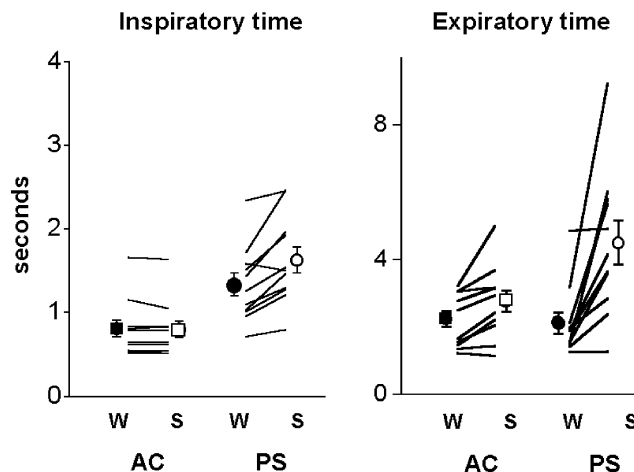 Inspiratory time
Expiratory time
seconds
4
3
2
1
0
8
4
0
W S W S
AC PS
W S W S
AC PS